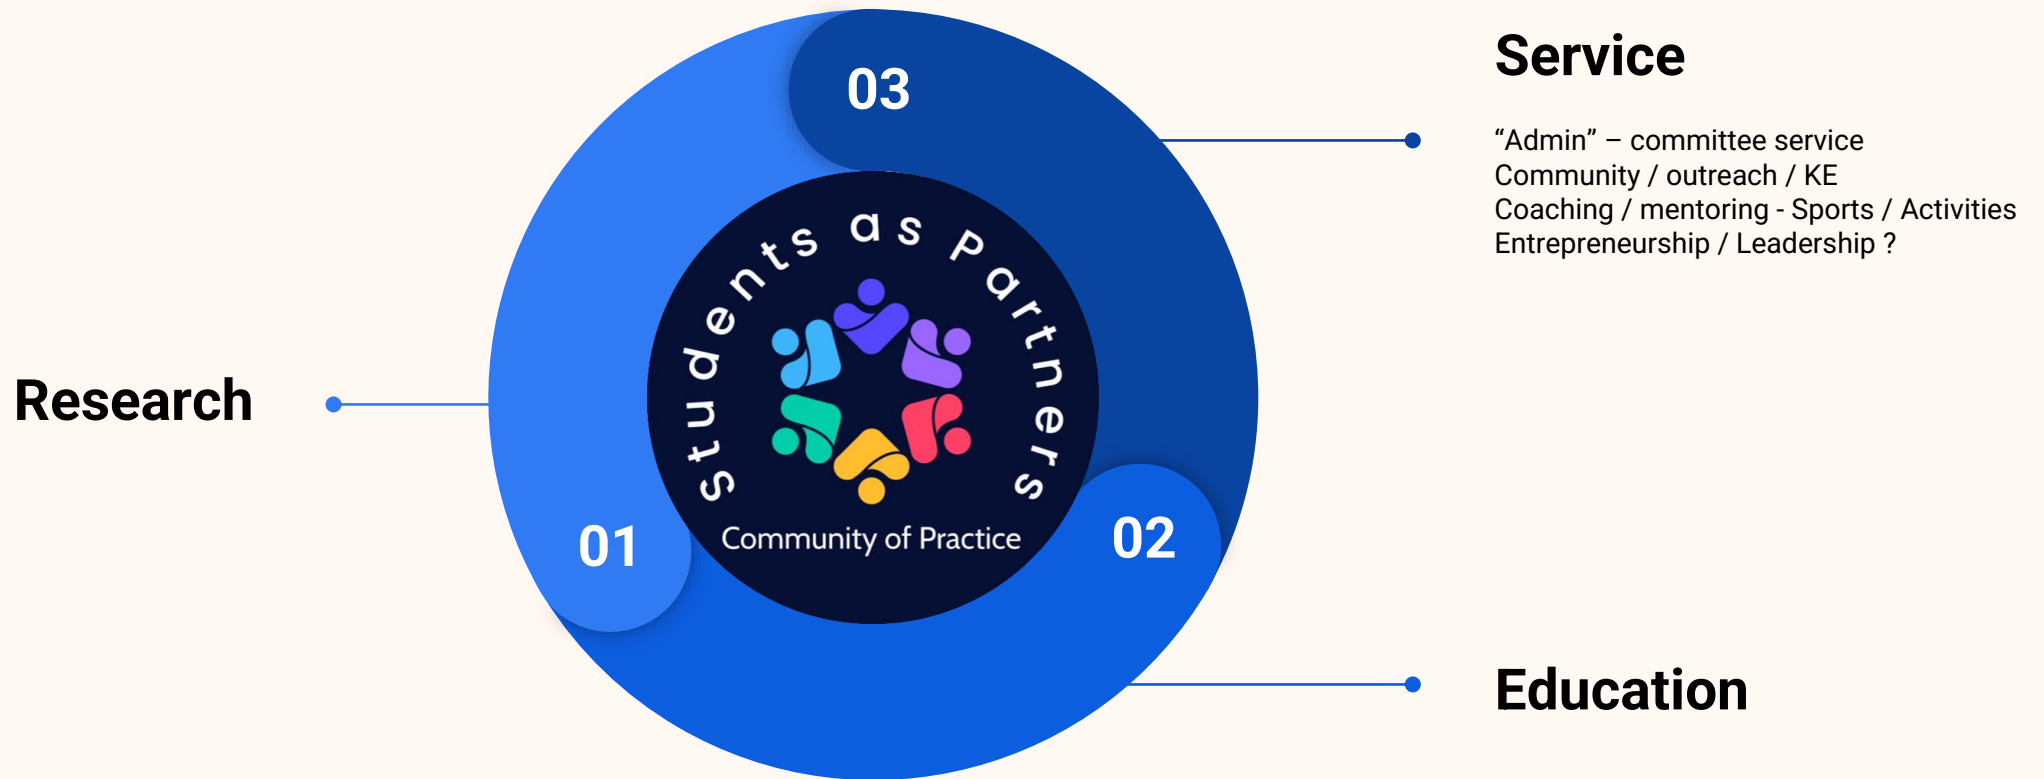 03
Service
“Admin” – committee service
Community / outreach / KE
Coaching / mentoring - Sports / Activities
Entrepreneurship / Leadership ?
Students as Partners
Research
01
Community of Practice
02
Education